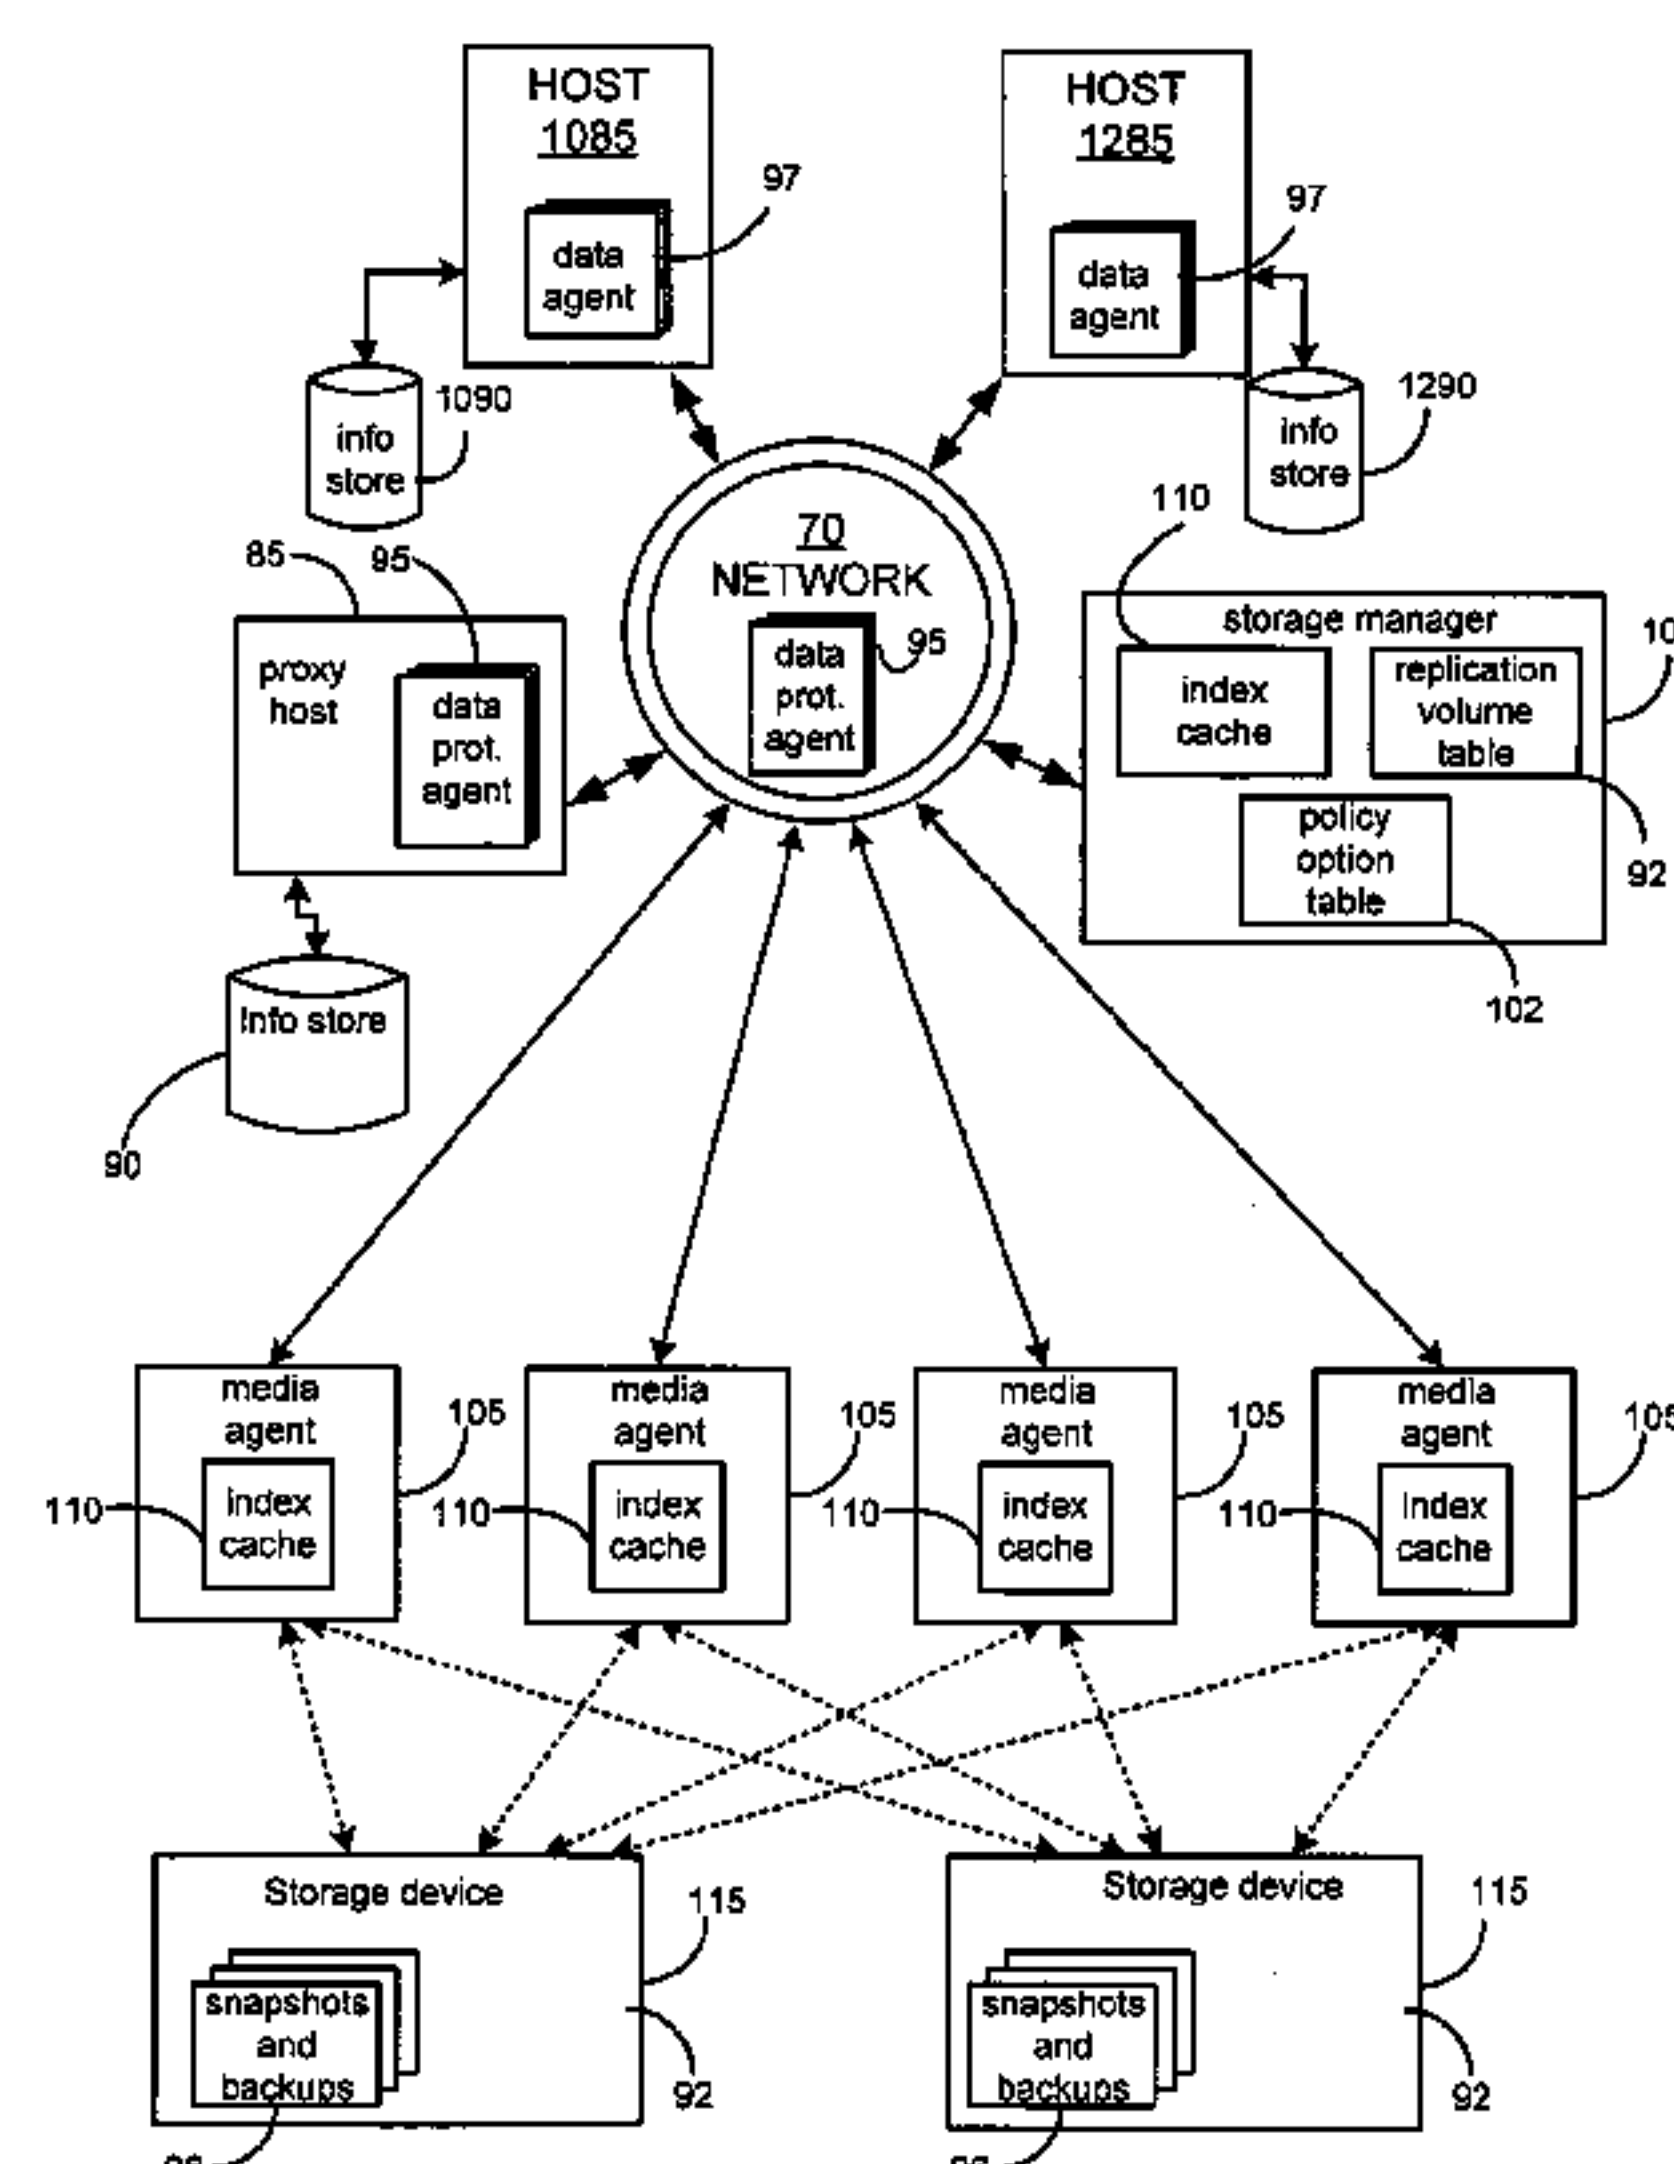 HOST
1085
97
data
agent
HOST
1285
97
data
agent
1090
info
store
1290
info
store
110
85
95
70
NETWORK
data
prot.
agent
95
proxy
host
data
prot.
agent
storage manager
index
cache
replication
volume
table
policy
option
table
92
102
Info store
90
media
agent
105
index
cache
110
media
agent
105
index
cache
110
media
agent
105
index
cache
110
media
agent
105
index
cache
110
Storage device
115
snapshots
and
backups
92
Storage device
115
snapshots
and
backups
92